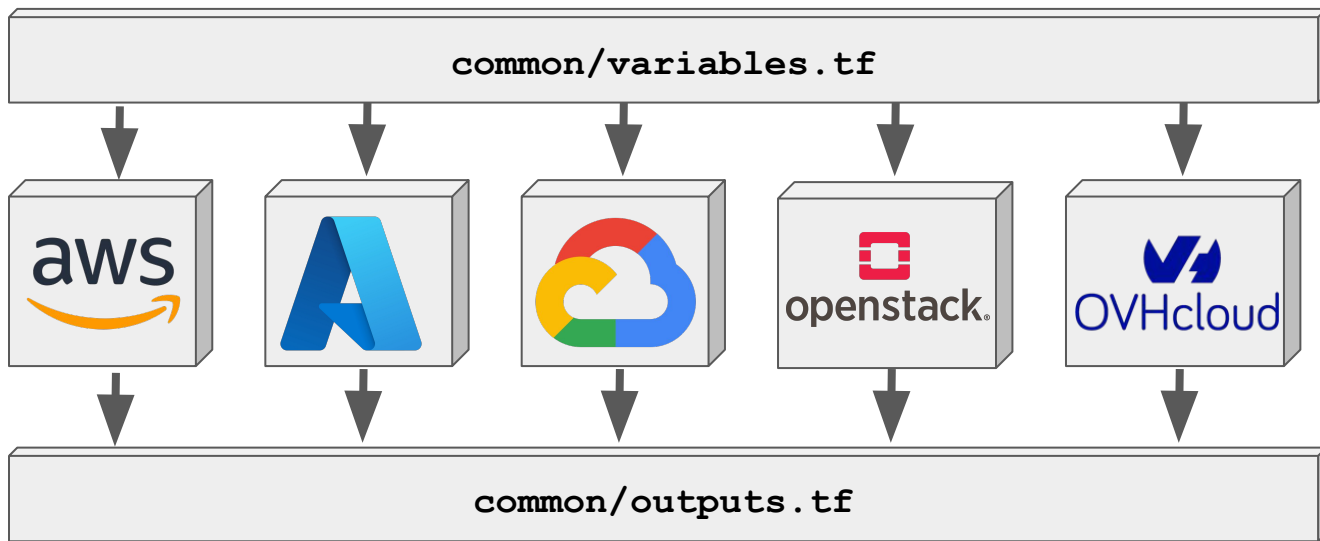 common/variables.tf
aws
openstack.
OVHcloud
common/outputs.tf